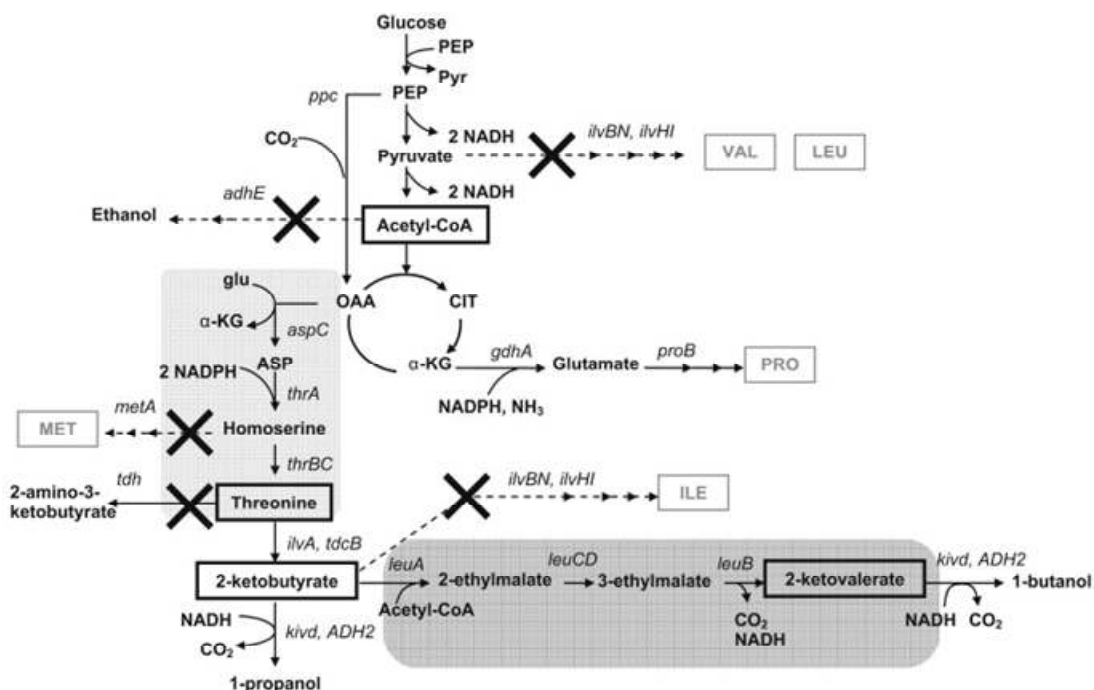 Glucose
PEP
Pyr
ppc
PEP
CO₂
2 NADH
ilvBN, ilvHI
VAL
LEU
Pyruvate
2 NADH
adhE
Ethanol
Acetyl-CoA
glu
OAA
CIT
α-KG
aspC
ASP
α-KG
gdhA
Glutamate
proB
PRO
2 NADPH
thrA
NADPH, NH₃
metA
MET
Homoserine
thrBC
tdh
2-amino-3-
ketobutyrate
Threonine
ilvBN, ilvHI
ILE
ilvA, tdcB
2-ketobutyrate
leuA
2-ethylmalate
leuCD
3-ethylmalate
leuB
2-ketovalerate
kivd, ADH2
1-butanol
Acetyl-CoA
CO₂
NADH
NADH
CO₂
NADH
CO₂
kivd, ADH2
1-propanol